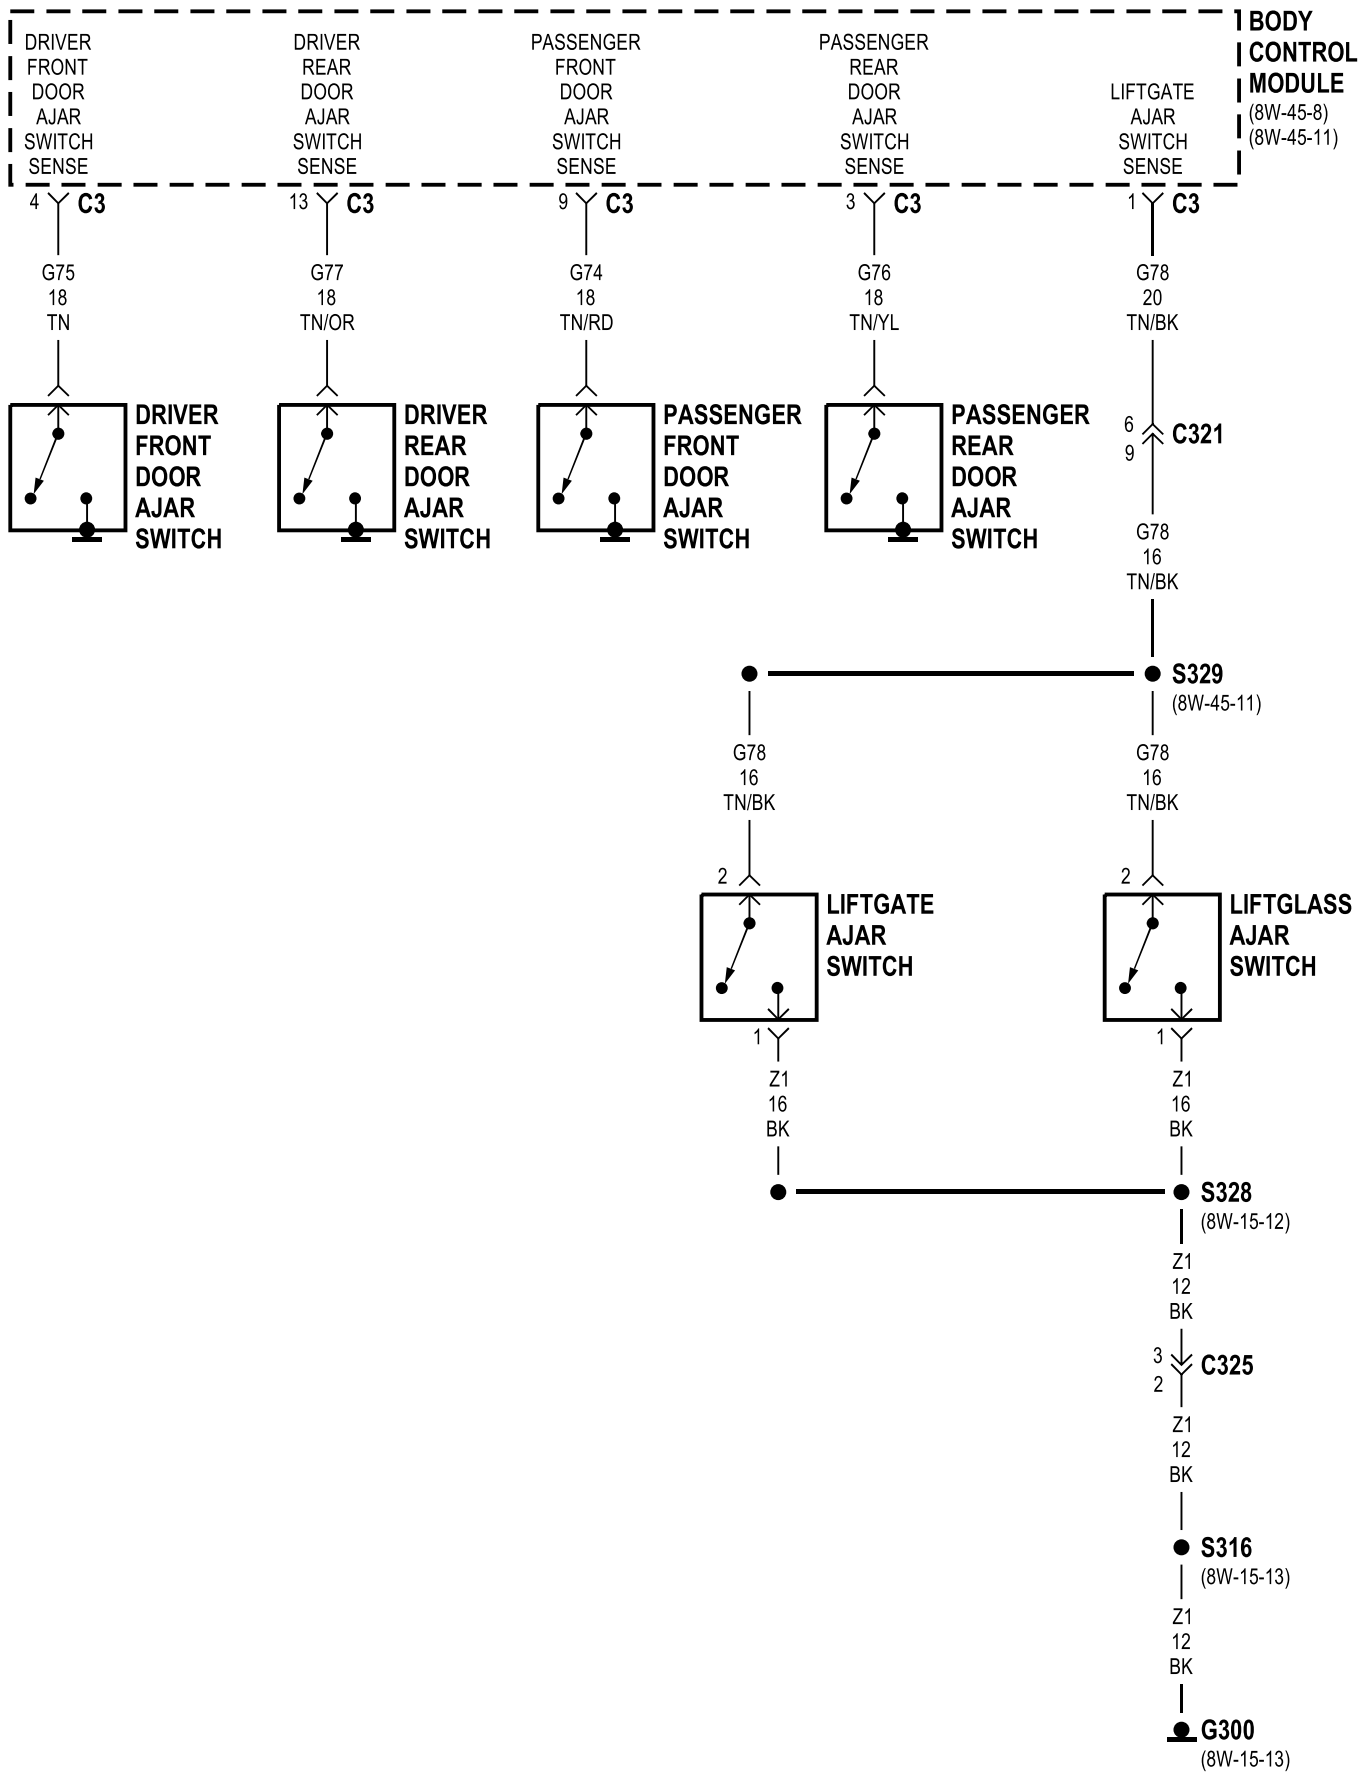 BODY
CONTROL
MODULE
(8W-45-8)
(8W-45-11)
DRIVER
FRONT
DOOR
AJAR
SWITCH
SENSE
DRIVER
REAR
DOOR
AJAR
SWITCH
SENSE
PASSENGER
FRONT
DOOR
AJAR
SWITCH
SENSE
PASSENGER
REAR
DOOR
AJAR
SWITCH
SENSE
LIFTGATE
AJAR
SWITCH
SENSE
4 C3
13 C3
9 C3
3 C3
1 C3
G75
18
TN
G77
18
TN/OR
G74
18
TN/RD
G76
18
TN/YL
G78
20
TN/BK
DRIVER
FRONT
DOOR
AJAR
SWITCH
DRIVER
REAR
DOOR
AJAR
SWITCH
PASSENGER
FRONT
DOOR
AJAR
SWITCH
PASSENGER
REAR
DOOR
AJAR
SWITCH
6
C321
9
G78
16
TN/BK
S329
(8W-45-11)
G78
16
TN/BK
G78
16
TN/BK
2
LIFTGATE
AJAR
SWITCH
1
2
LIFTGLASS
AJAR
SWITCH
1
Z1
16
BK
Z1
16
BK
S328
(8W-15-12)
Z1
12
BK
3
C325
2
Z1
12
BK
S316
(8W-15-13)
Z1
12
BK
G300
(8W-15-13)